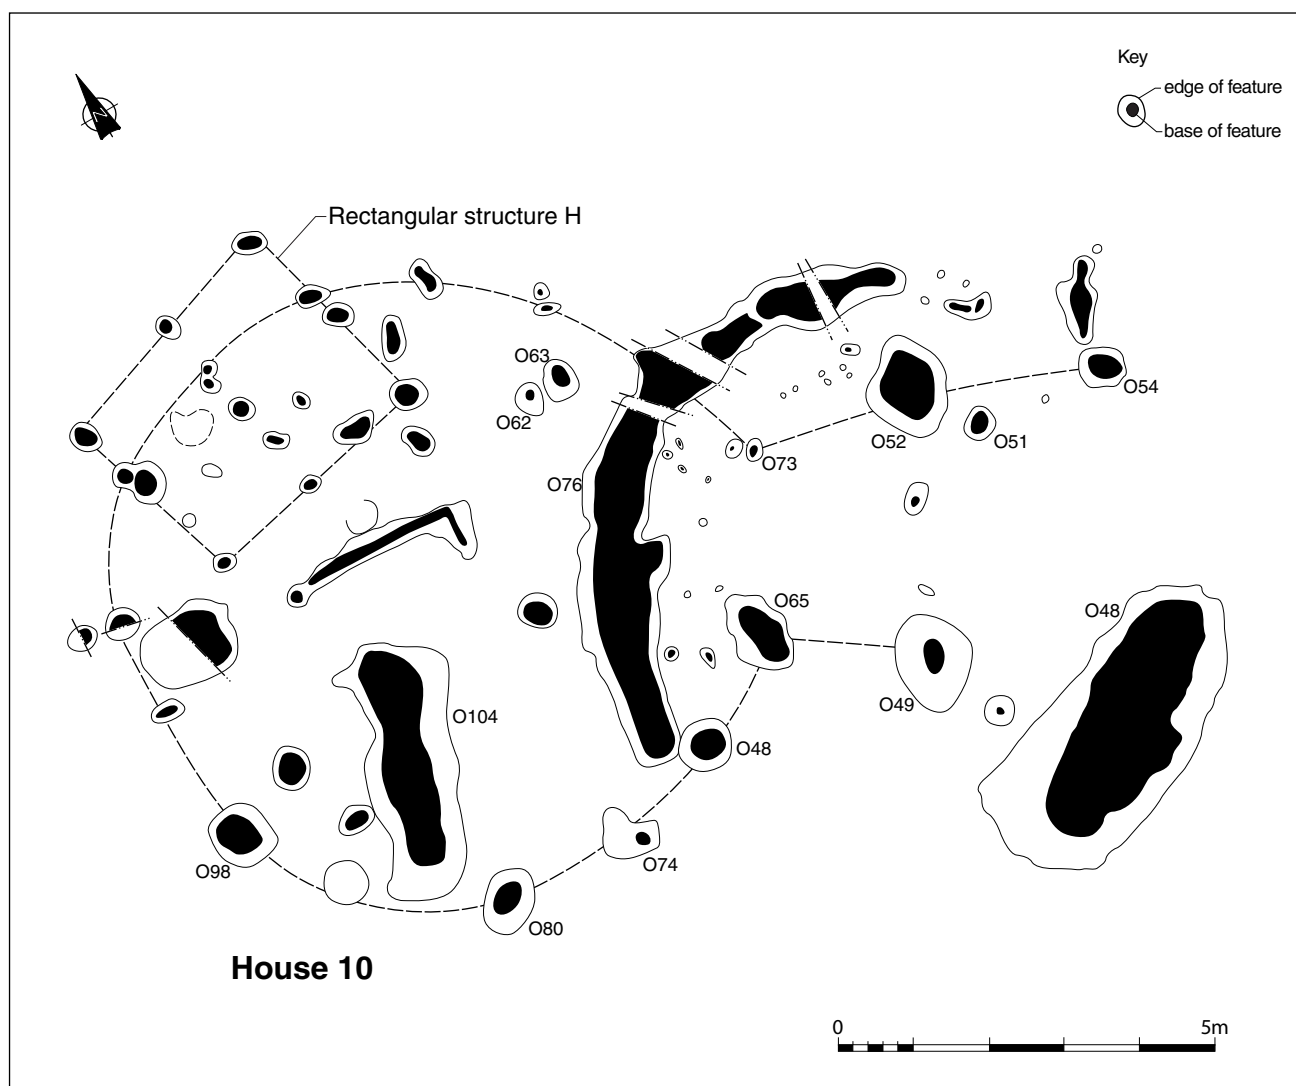 Key
edge of feature
base of feature
N
Rectangular structure H
O63
O62
O54
O52
O51
O73
O76
O65
O48
O49
O104
O48
O98
O74
O80
House 10
0
5m